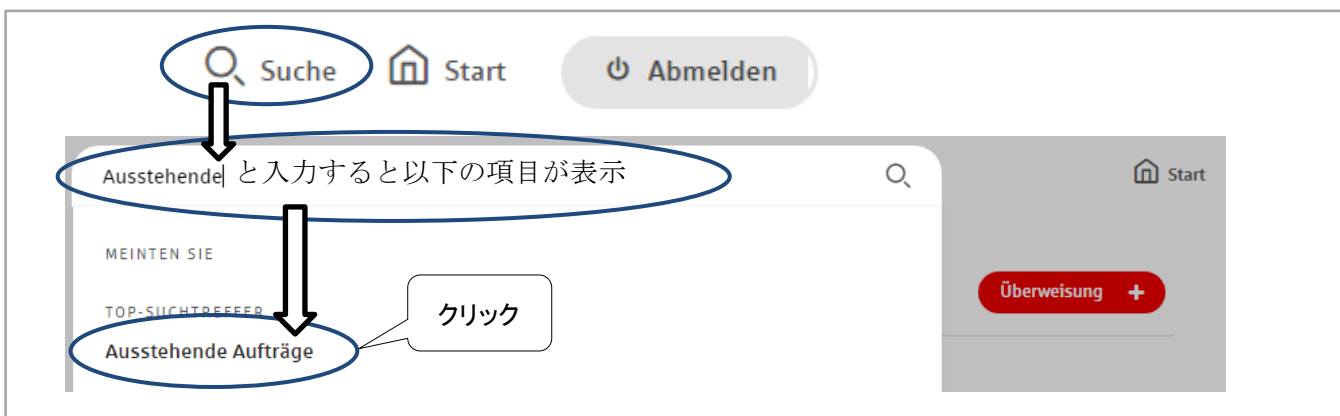 Suche Start Abmelden
Ausstehende と入力すると以下の項目が表示
Start
MEINTEN SIE
Überweisung +
TOP-SUCHTREFFER
クリック
Ausstehende Aufträge